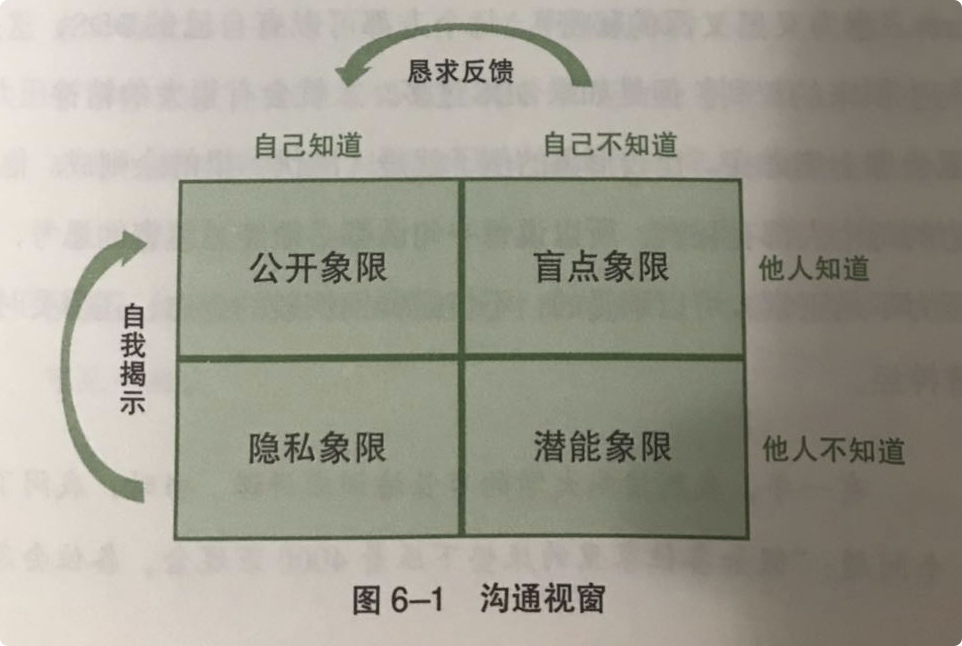 恳求反馈
自己知道 自己不知道
公开象限 盲点象限 他人知道
自我揭示
隐私象限 潜能象限 他人不知道
图 6–1 沟通视窗